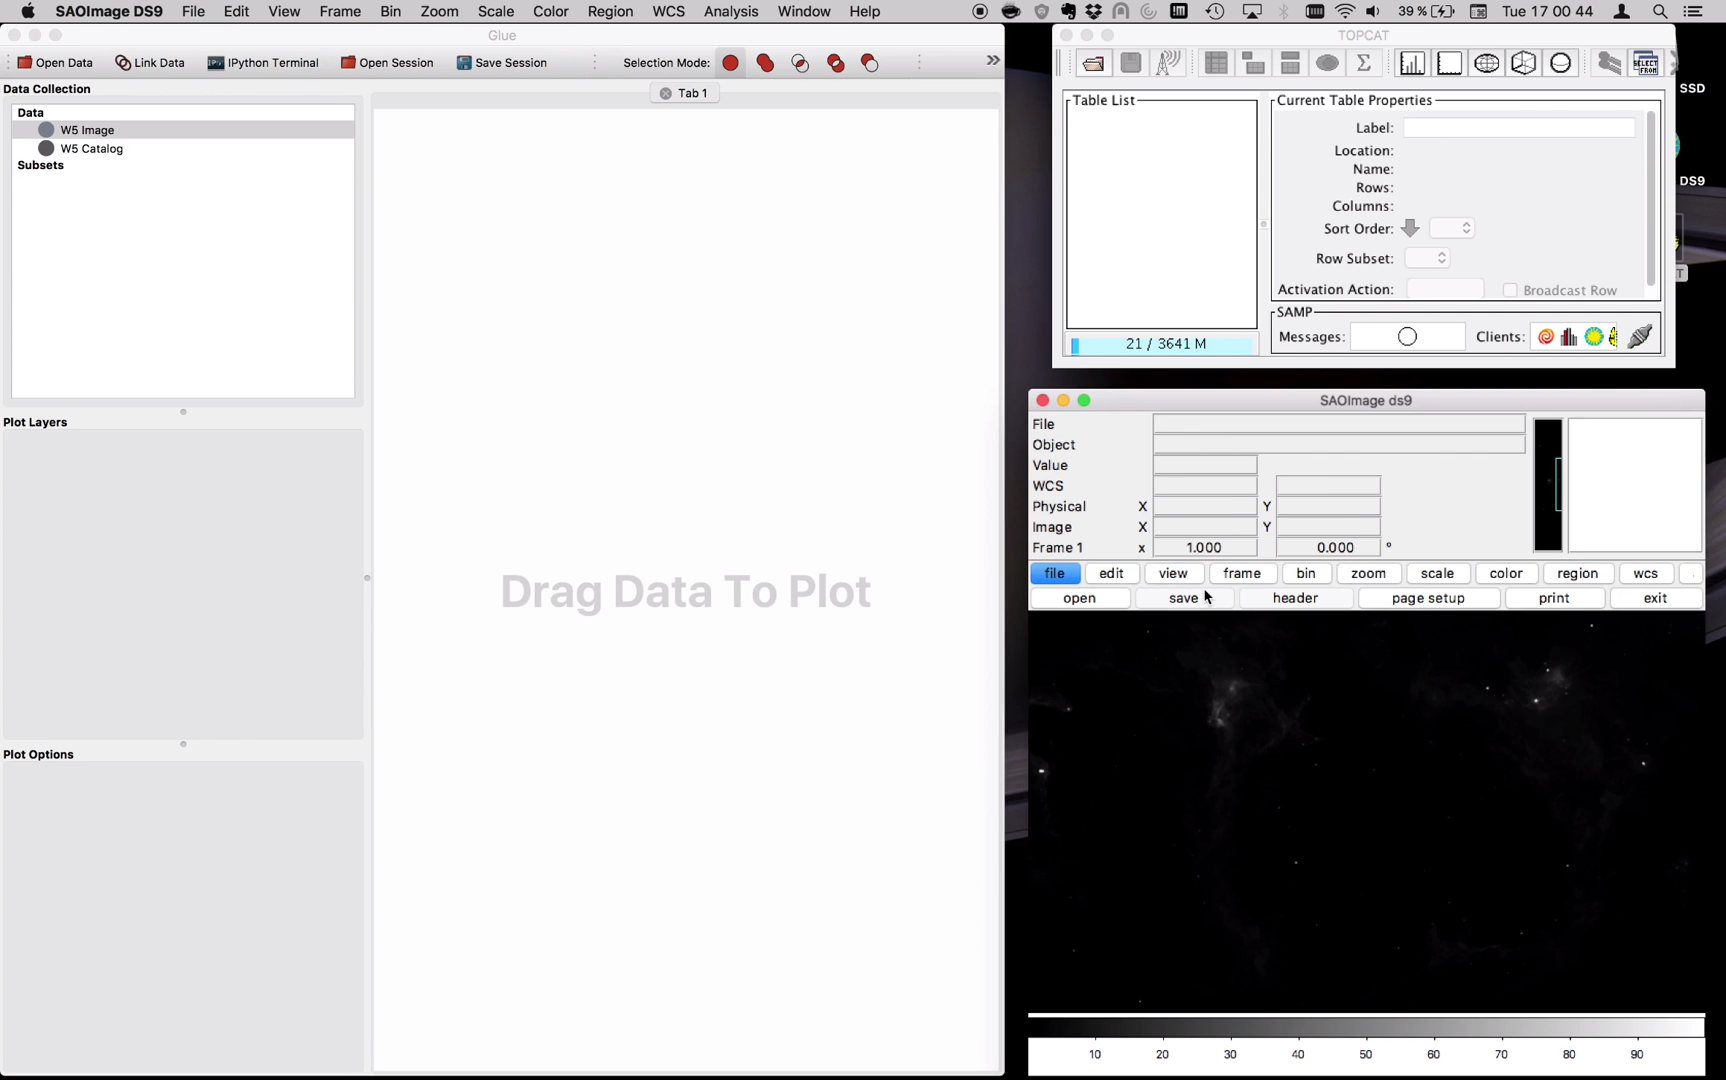 SAOImage DS9 File Edit View Frame Bin Zoom Scale Color Region WCS Analysis Window Help 39 % Tue 17 00 44
Glue
Open Data Link Data IPython Terminal Open Session Save Session Selection Mode: »
Data Collection
Tab 1
Data
W5 Image
W5 Catalog
Subsets
Plot Layers
Plot Options
Drag Data To Plot
TOPCAT
SELECT
FROM
Table List
21 / 3641 M
Current Table Properties
Label:
Location:
Name:
Rows:
Columns:
Sort Order:
Row Subset:
Activation Action: Broadcast Row
SAMP
Messages: Clients:
SSD
DS9
T
SAOImage ds9
File
Object
Value
WCS
Physical X Y
Image X Y
Frame 1 x 1.000 0.000 °
file edit view frame bin zoom scale color region wcs
open save header page setup print exit
10 20 30 40 50 60 70 80 90